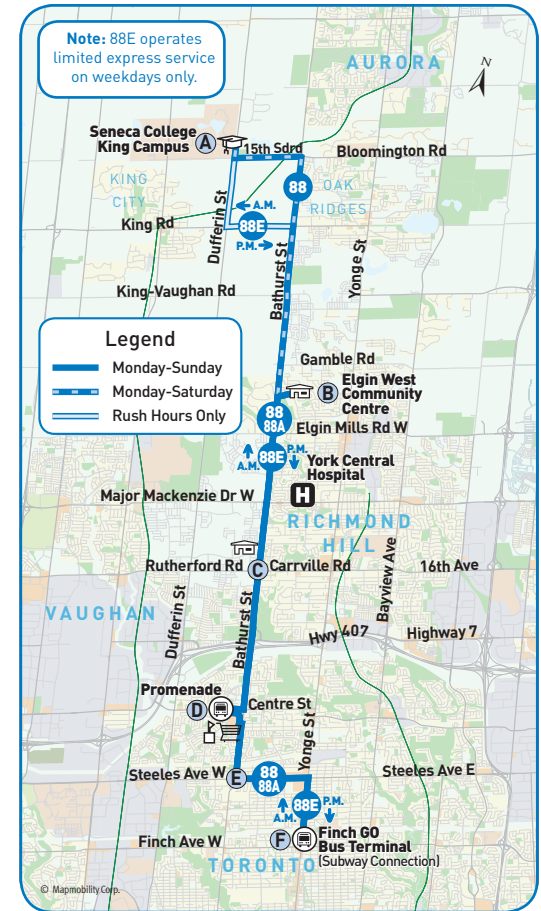 Note: 88E operates
limited express service
on weekdays only.
AURORA
N
Seneca College
King Campus
A
15th Sdrd
Bloomington Rd
KING
CITY
88
OAK
RIDGES
Dufferin St
A.M.
88E
P.M.
King Rd
Bathurst St
Yonge St
King-Vaughan Rd
Legend
Monday-Sunday
Monday-Saturday
Rush Hours Only
Gamble Rd
B
Elgin West
Community
Centre
88
88A
Elgin Mills Rd W
A.M.
88E
P.M.
York Central
Hospital
H
Major Mackenzie Dr W
RICHMOND
HILL
Rutherford Rd
C
Carrville Rd
16th Ave
Bayview Ave
VAUGHAN
Dufferin St
Bathurst St
Hwy 407
Highway 7
Promenade
D
Centre St
Yonge St
Steeles Ave W
E
88
88A
Steeles Ave E
A.M.
88E
P.M.
Finch Ave W
F
Finch GO
Bus Terminal
(Subway Connection)
TORONTO
© Mapmobility Corp.